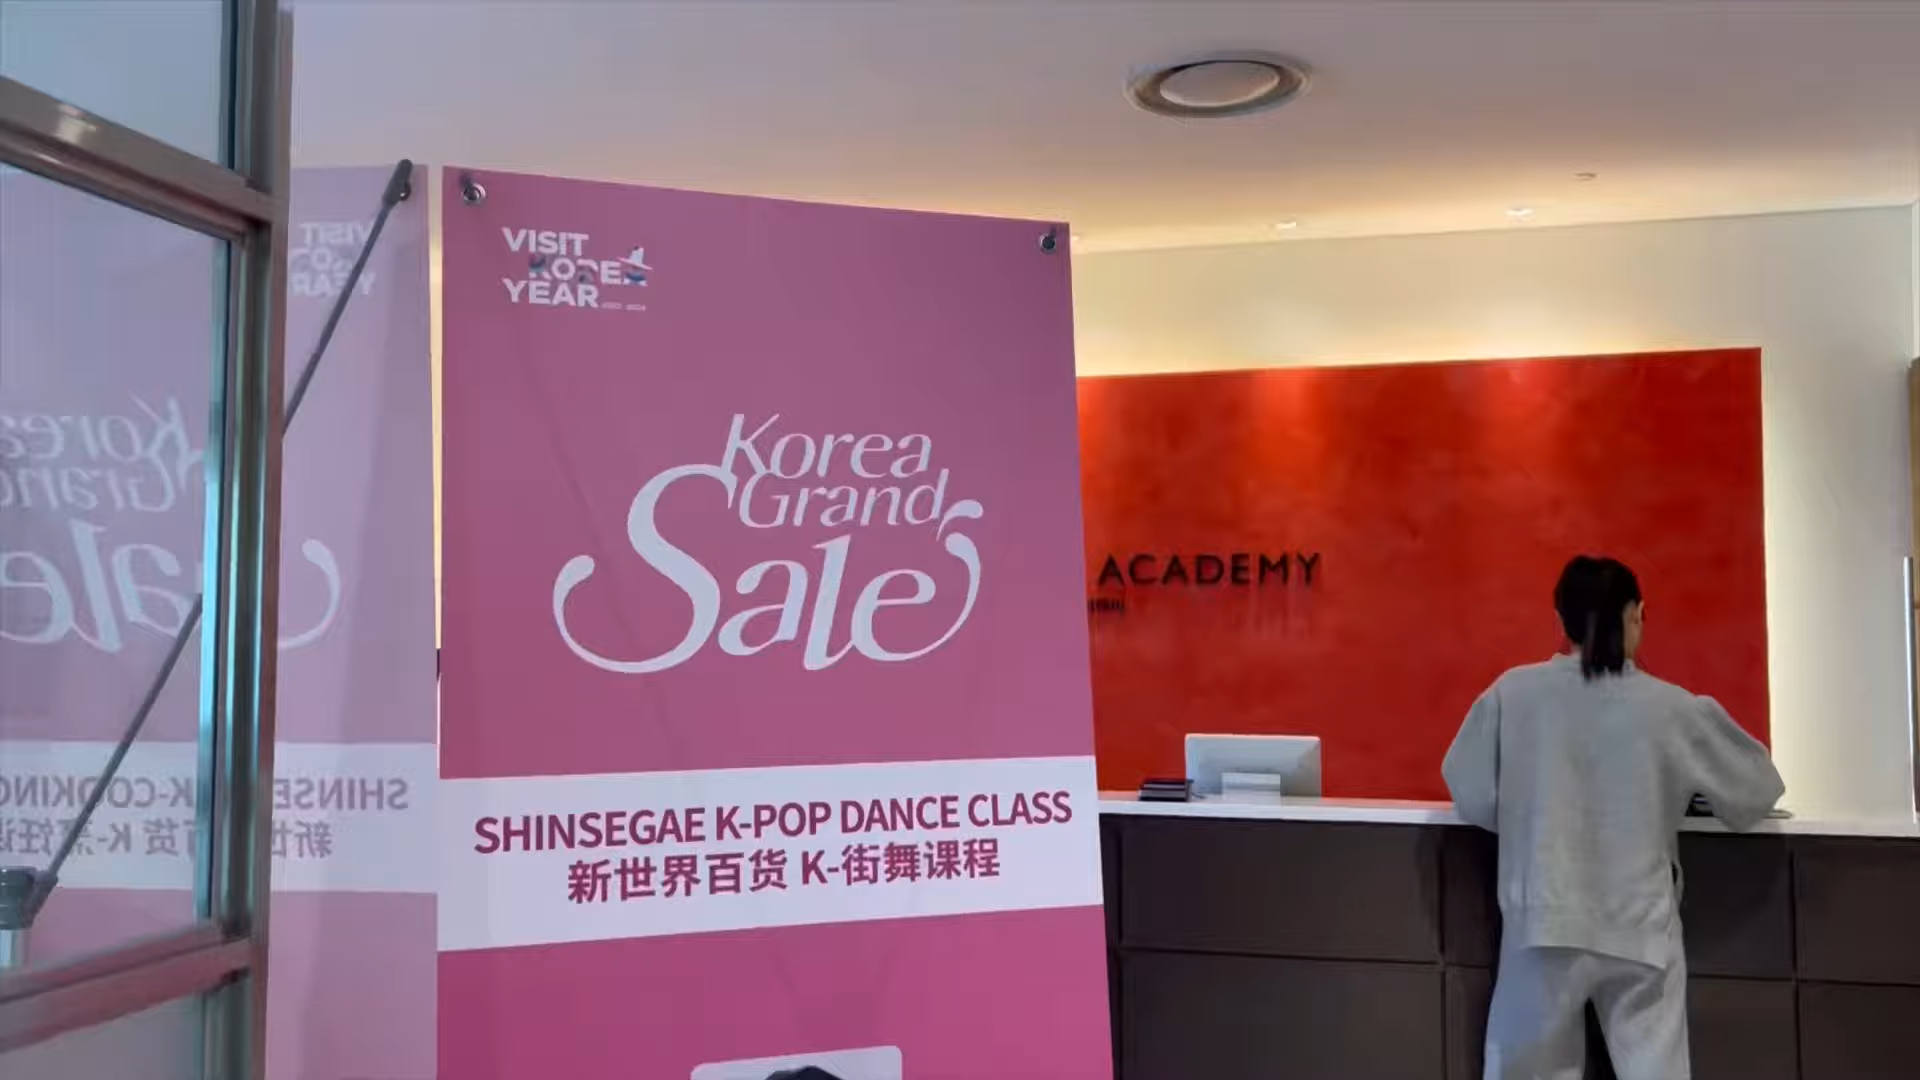 VISIT
KOREA
YEAR
Korea
Grand
Sale
SHINSEGAE K-POP DANCE CLASS
新世界百货 K-街舞课程
ACADEMY